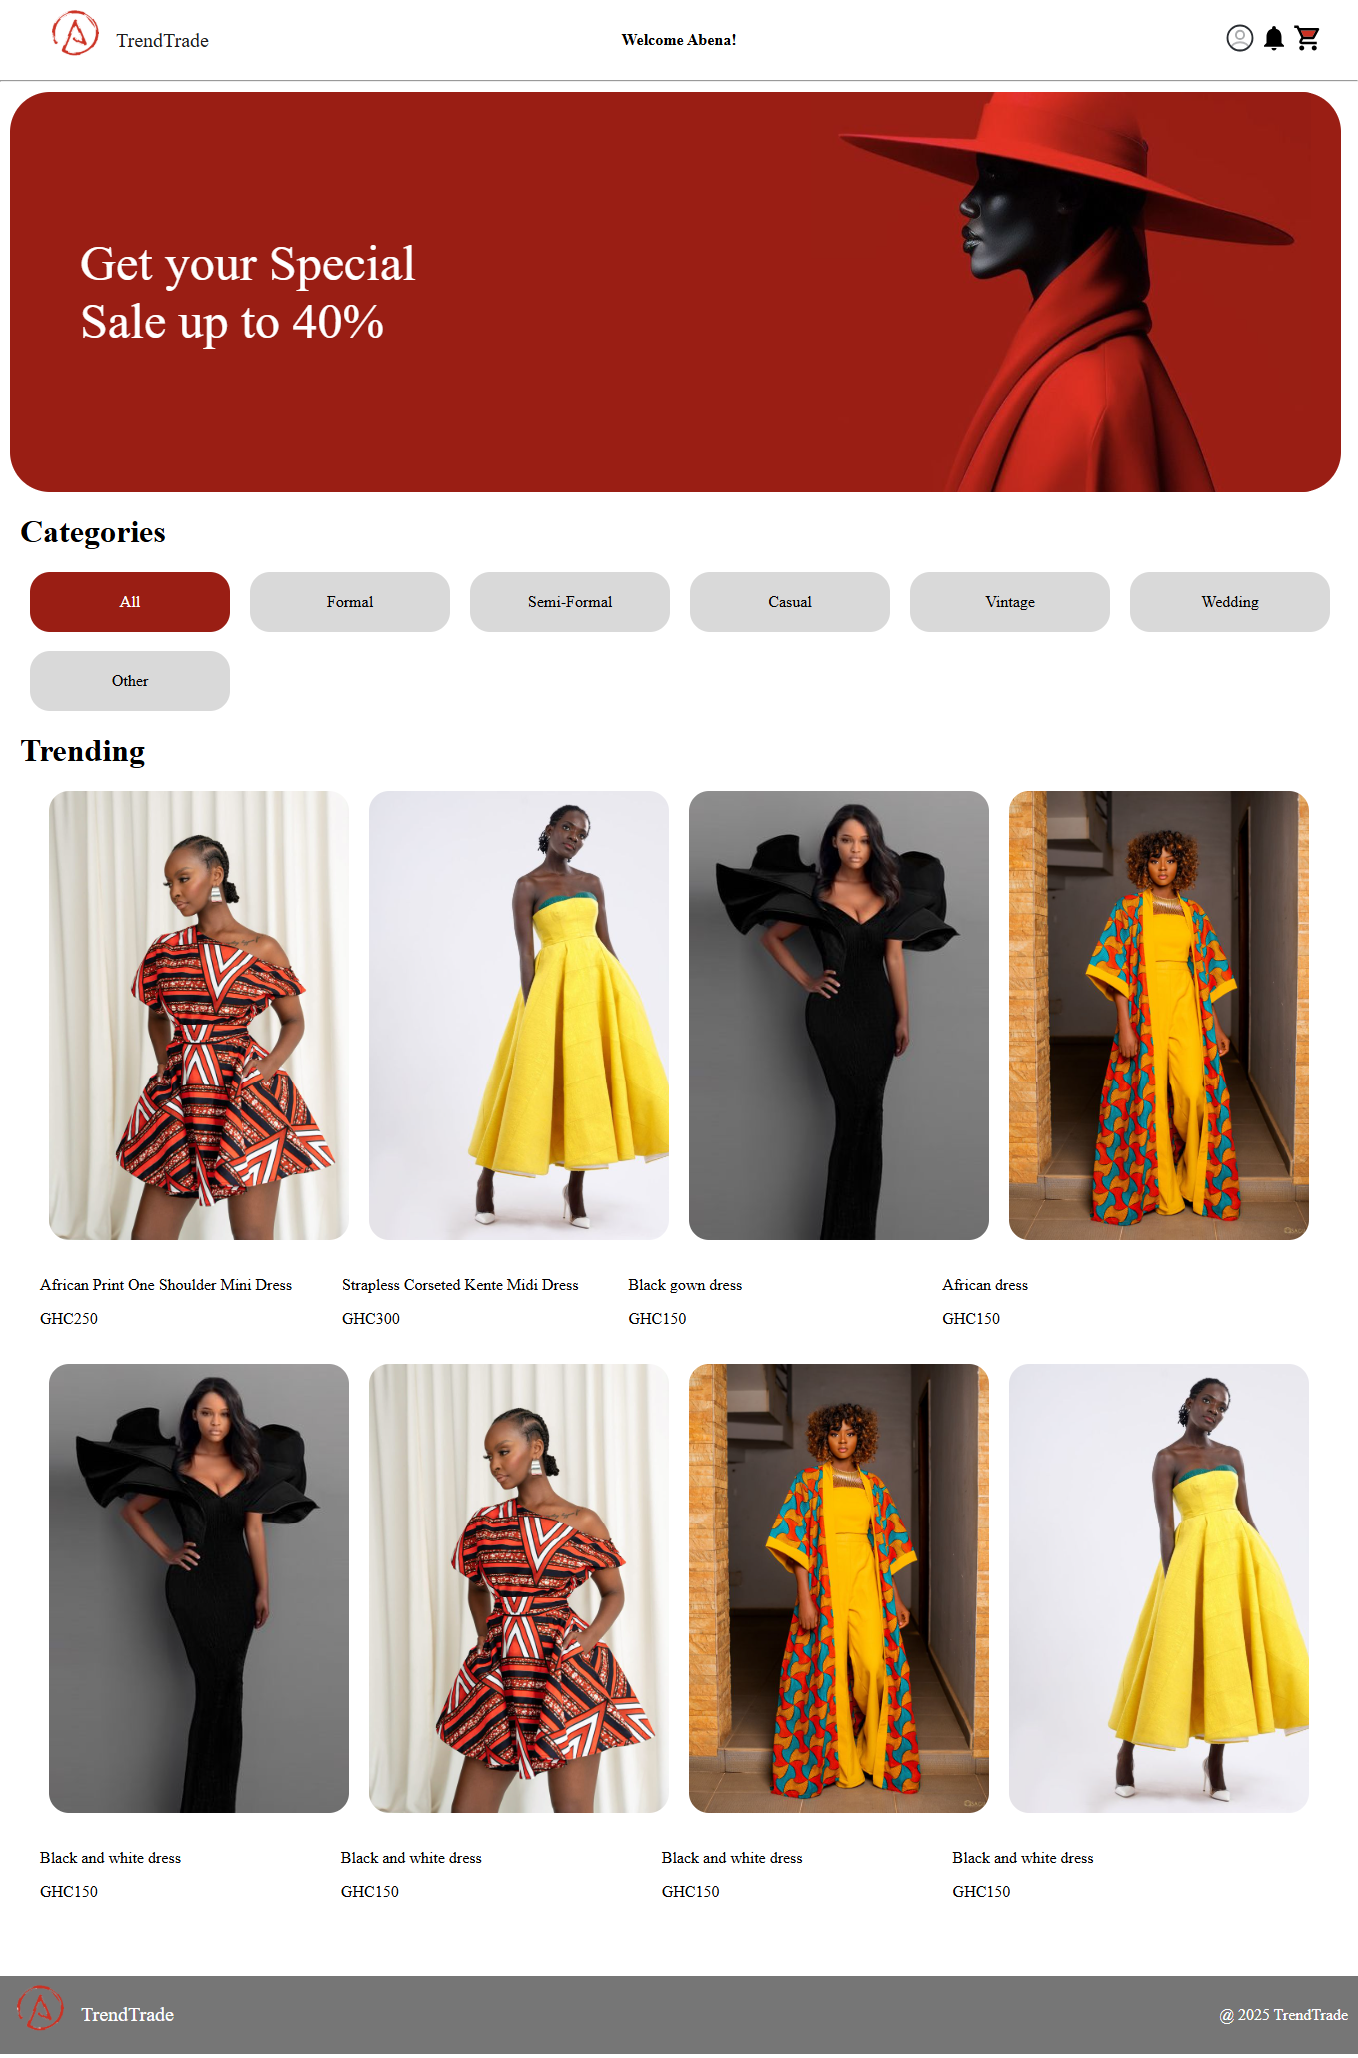 TrendTrade
Welcome Abena!
Get your Special
Sale up to 40%
Categories
All
Formal
Semi-Formal
Casual
Vintage
Wedding
Other
Trending
African Print One Shoulder Mini Dress
GHC250
Strapless Corseted Kente Midi Dress
GHC300
Black gown dress
GHC150
African dress
GHC150
Black and white dress
GHC150
Black and white dress
GHC150
Black and white dress
GHC150
Black and white dress
GHC150
TrendTrade
@ 2025 TrendTrade